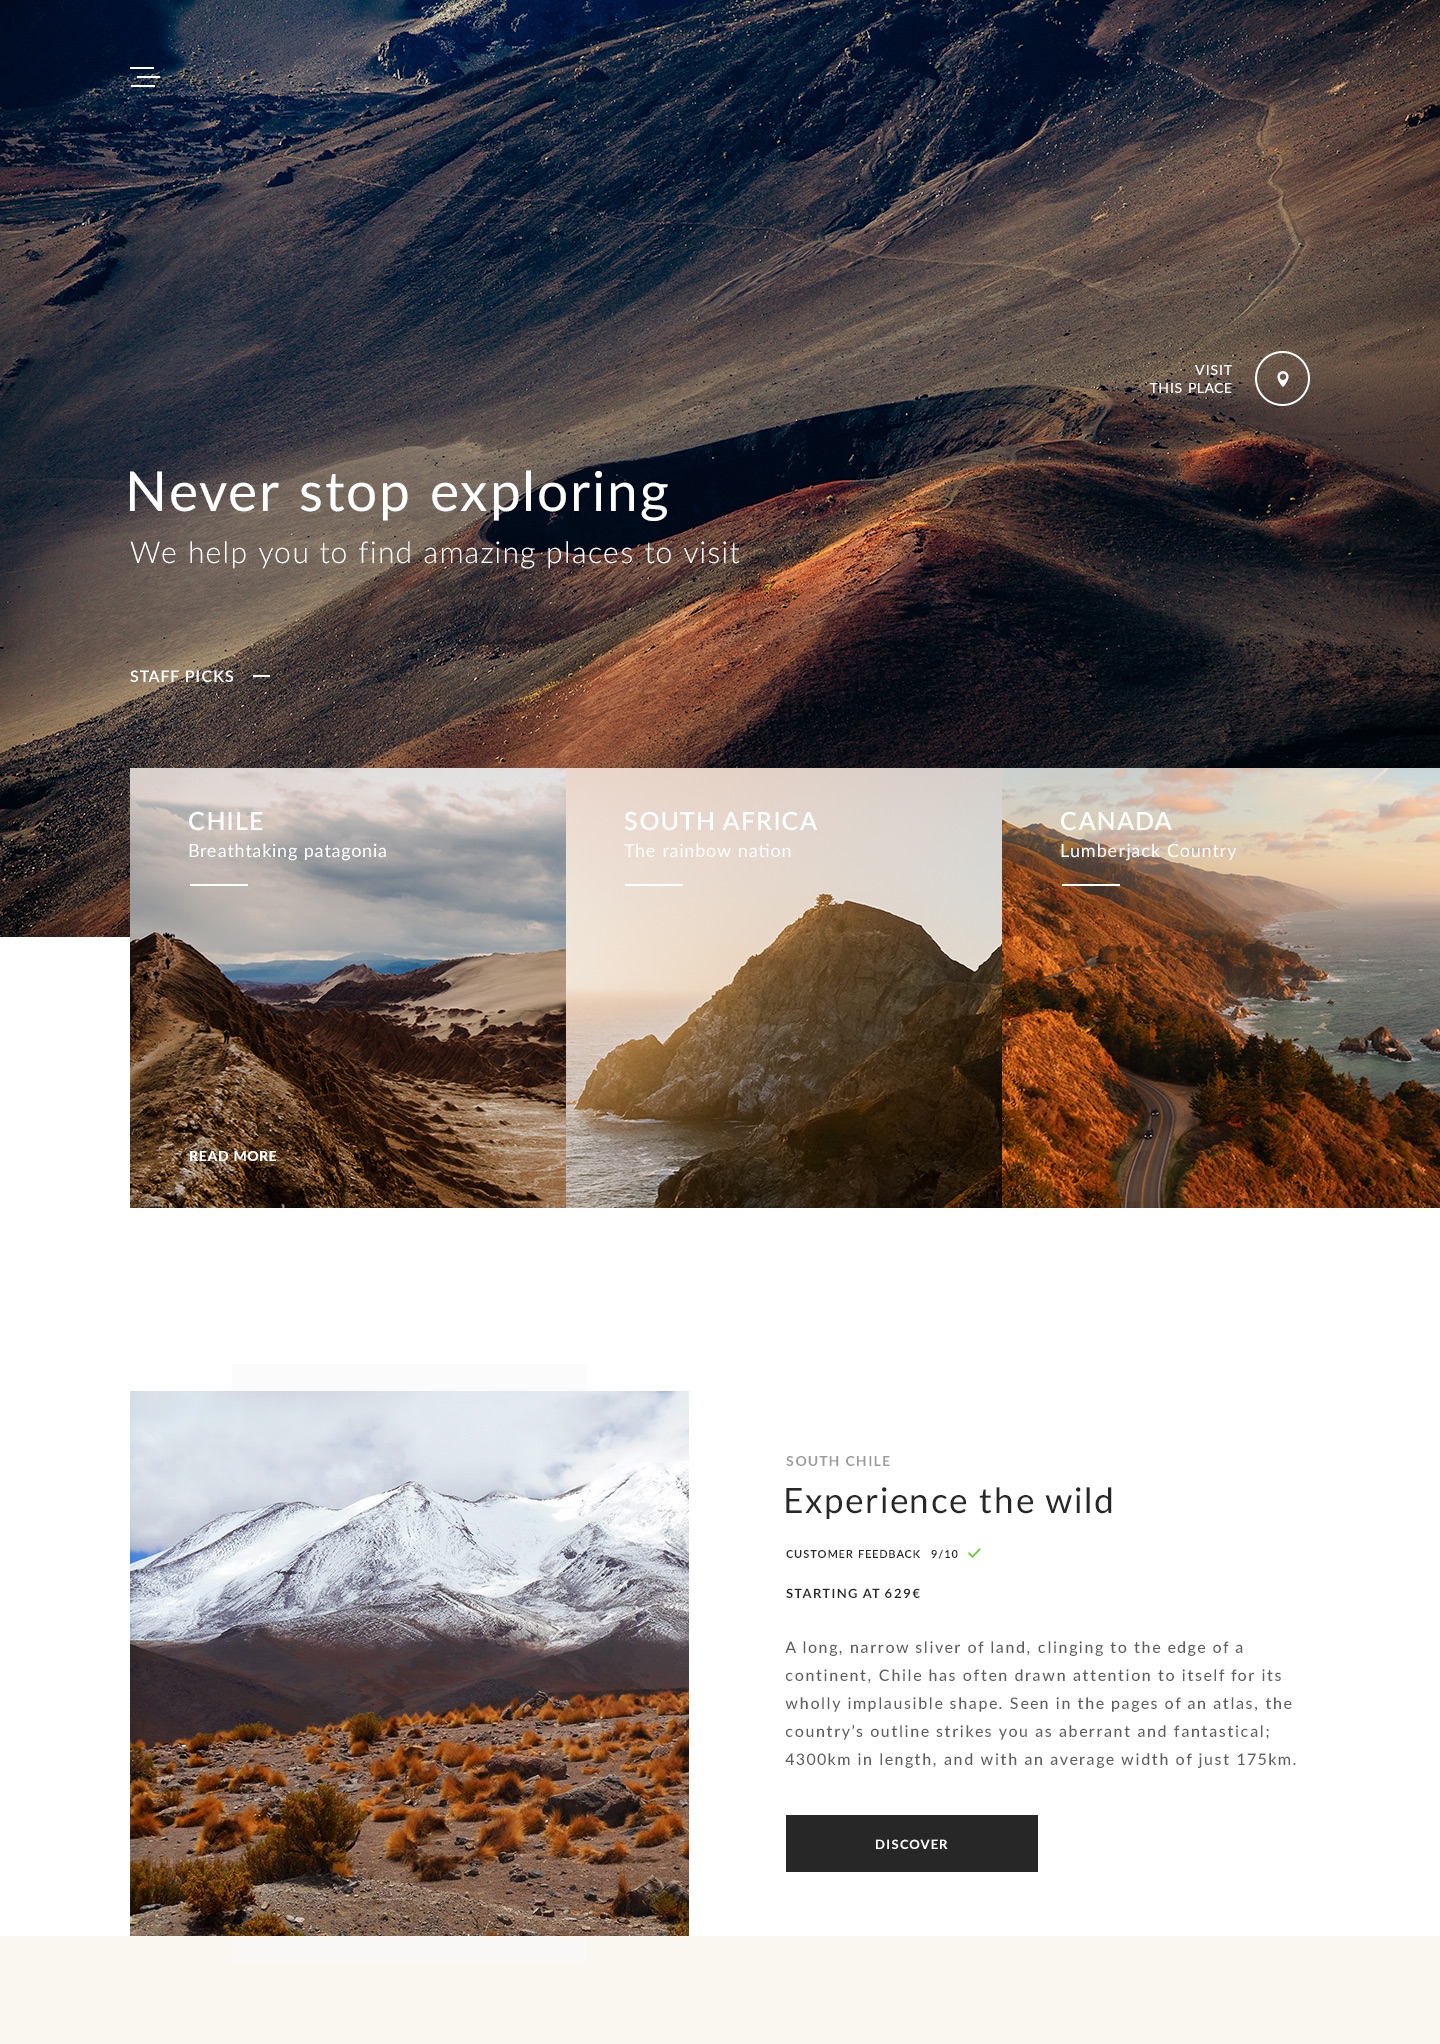 VISIT
THIS PLACE
Never stop exploring
We help you to find amazing places to visit
STAFF PICKS
CHILE
Breathtaking patagonia
READ MORE
SOUTH AFRICA
The rainbow nation
CANADA
Lumberjack Country
SOUTH CHILE
Experience the wild
CUSTOMER FEEDBACK 9/10
STARTING AT 629€
A long, narrow sliver of land, clinging to the edge of a
continent, Chile has often drawn attention to itself for its
wholly implausible shape. Seen in the pages of an atlas, the
country’s outline strikes you as aberrant and fantastical;
4300km in length, and with an average width of just 175km.
DISCOVER